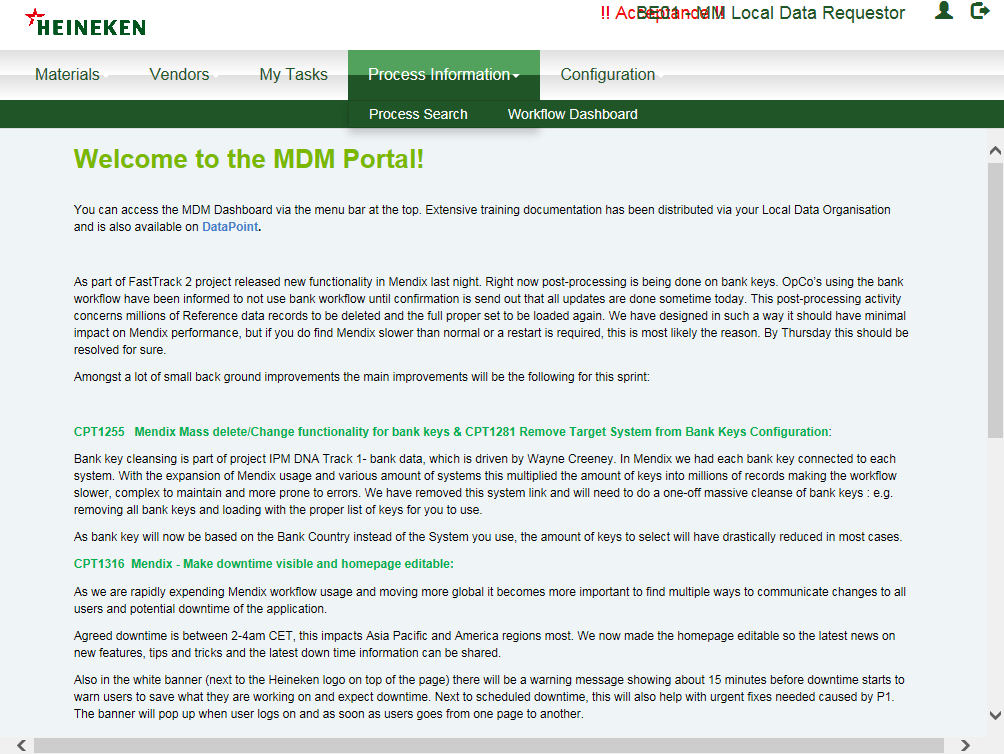 HEINEKEN
!! Acceptance !!
BE01 - MM Local Data Requestor
Materials
Vendors
My Tasks
Process Information
Configuration
Process Search
Workflow Dashboard
Welcome to the MDM Portal!
You can access the MDM Dashboard via the menu bar at the top. Extensive training documentation has been distributed via your Local Data Organisation
and is also available on DataPoint.
As part of FastTrack 2 project released new functionality in Mendix last night. Right now post-processing is being done on bank keys. OpCo's using the bank
workflow have been informed to not use bank workflow until confirmation is send out that all updates are done sometime today. This post-processing activity
concerns millions of Reference data records to be deleted and the full proper set to be loaded again. We have designed in such a way it should have minimal
impact on Mendix performance, but if you do find Mendix slower than normal or a restart is required, this is most likely the reason. By Thursday this should be
resolved for sure.
Amongst a lot of small back ground improvements the main improvements will be the following for this sprint:
CPT1255 Mendix Mass delete/Change functionality for bank keys & CPT1281 Remove Target System from Bank Keys Configuration:
Bank key cleansing is part of project IPM DNA Track 1- bank data, which is driven by Wayne Creeney. In Mendix we had each bank key connected to each
system. With the expansion of Mendix usage and various amount of systems this multiplied the amount of keys into millions of records making the workflow
slower, complex to maintain and more prone to errors. We have removed this system link and will need to do a one-off massive cleanse of bank keys : e.g.
removing all bank keys and loading with the proper list of keys for you to use.
As bank key will now be based on the Bank Country instead of the System you use, the amount of keys to select will have drastically reduced in most cases.
CPT1316 Mendix - Make downtime visible and homepage editable:
As we are rapidly expending Mendix workflow usage and moving more global it becomes more important to find multiple ways to communicate changes to all
users and potential downtime of the application.
Agreed downtime is between 2-4am CET, this impacts Asia Pacific and America regions most. We now made the homepage editable so the latest news on
new features, tips and tricks and the latest down time information can be shared.
Also in the white banner (next to the Heineken logo on top of the page) there will be a warning message showing about 15 minutes before downtime starts to
warn users to save what they are working on and expect downtime. Next to scheduled downtime, this will also help with urgent fixes needed caused by P1.
The banner will pop up when user logs on and as soon as users goes from one page to another.